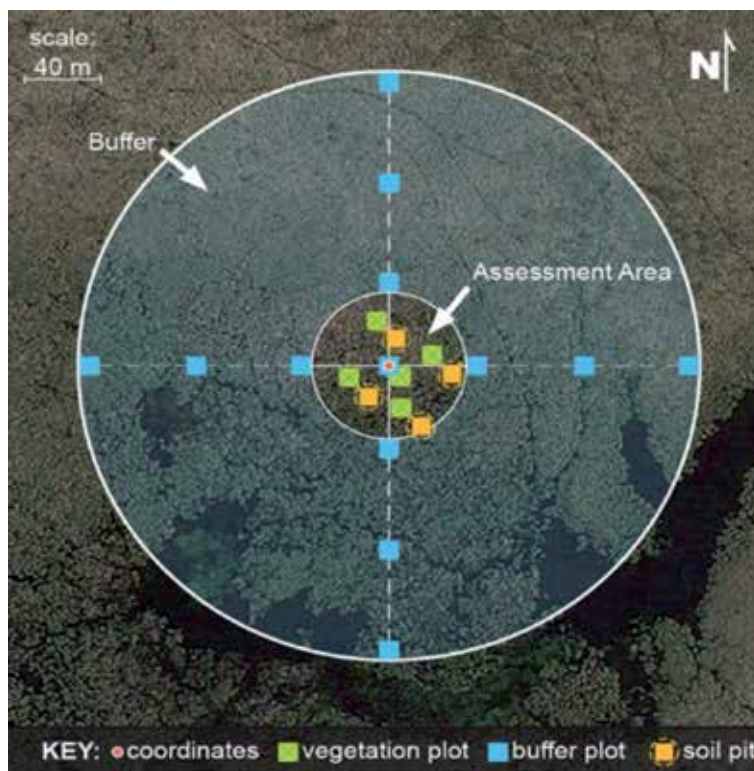 scale:
40 m
N
Buffer
Assessment Area
KEY: coordinates vegetation plot buffer plot soil pit